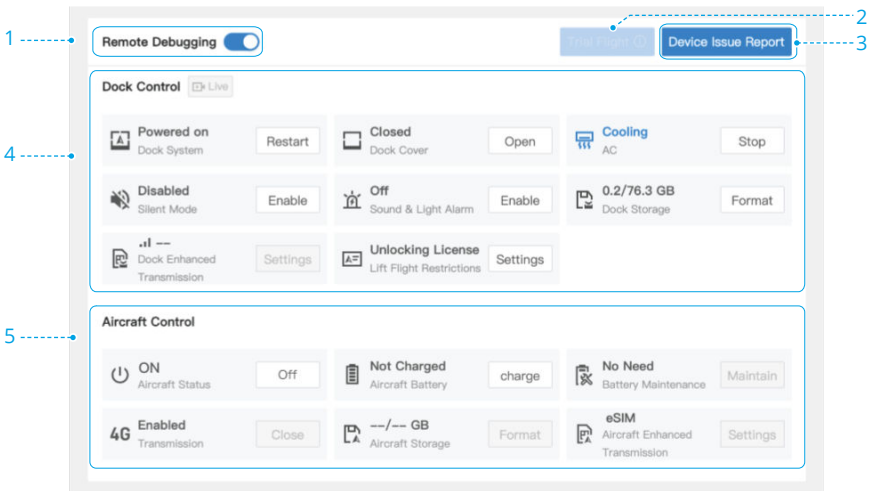 1
2
3
4
5
Remote Debugging
Trial Flight
Device Issue Report
Dock Control
Live
Powered on
Dock System
Restart
Closed
Dock Cover
Open
Cooling
AC
Stop
Disabled
Silent Mode
Enable
Off
Sound & Light Alarm
Enable
0.2/76.3 GB
Dock Storage
Format
--
Dock Enhanced
Transmission
Settings
Unlocking License
Lift Flight Restrictions
Settings
Aircraft Control
ON
Aircraft Status
Off
Not Charged
Aircraft Battery
charge
No Need
Battery Maintenance
Maintain
4G
Enabled
Transmission
Close
--/-- GB
Aircraft Storage
Format
eSIM
Aircraft Enhanced
Transmission
Settings